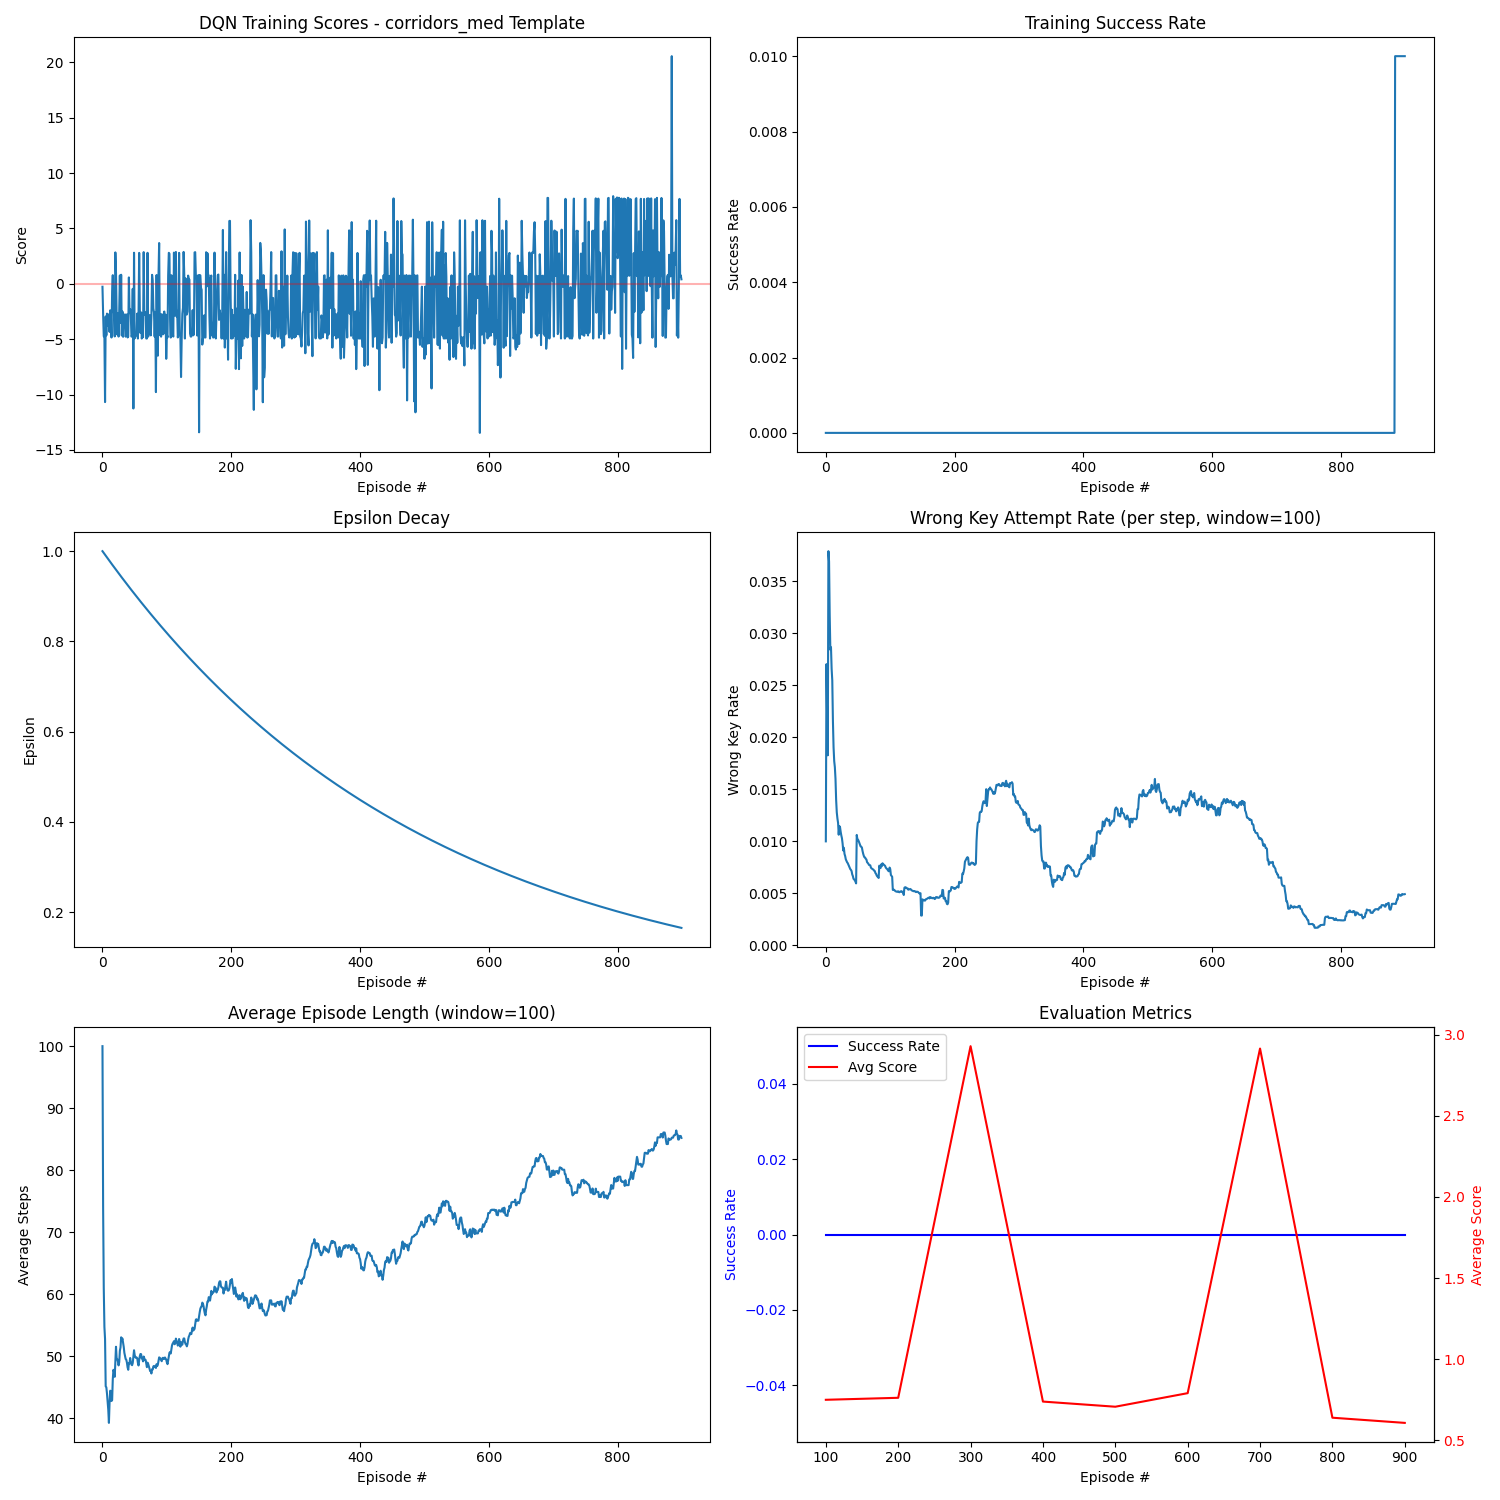 DQN Training Scores - corridors_med Template
Score
20
15
10
5
0
−5
−10
−15
0 200 400 600 800
Episode #
Training Success Rate
Success Rate
0.010
0.008
0.006
0.004
0.002
0.000
0 200 400 600 800
Episode #
Epsilon Decay
Epsilon
1.0
0.8
0.6
0.4
0.2
0 200 400 600 800
Episode #
Wrong Key Attempt Rate (per step, window=100)
Wrong Key Rate
0.035
0.030
0.025
0.020
0.015
0.010
0.005
0.000
0 200 400 600 800
Episode #
Average Episode Length (window=100)
Average Steps
100
90
80
70
60
50
40
0 200 400 600 800
Episode #
Evaluation Metrics
Success Rate
Avg Score
Success Rate
0.04
0.02
0.00
−0.02
−0.04
3.0
2.5
2.0
1.5
1.0
0.5
Average Score
100 200 300 400 500 600 700 800 900
Episode #